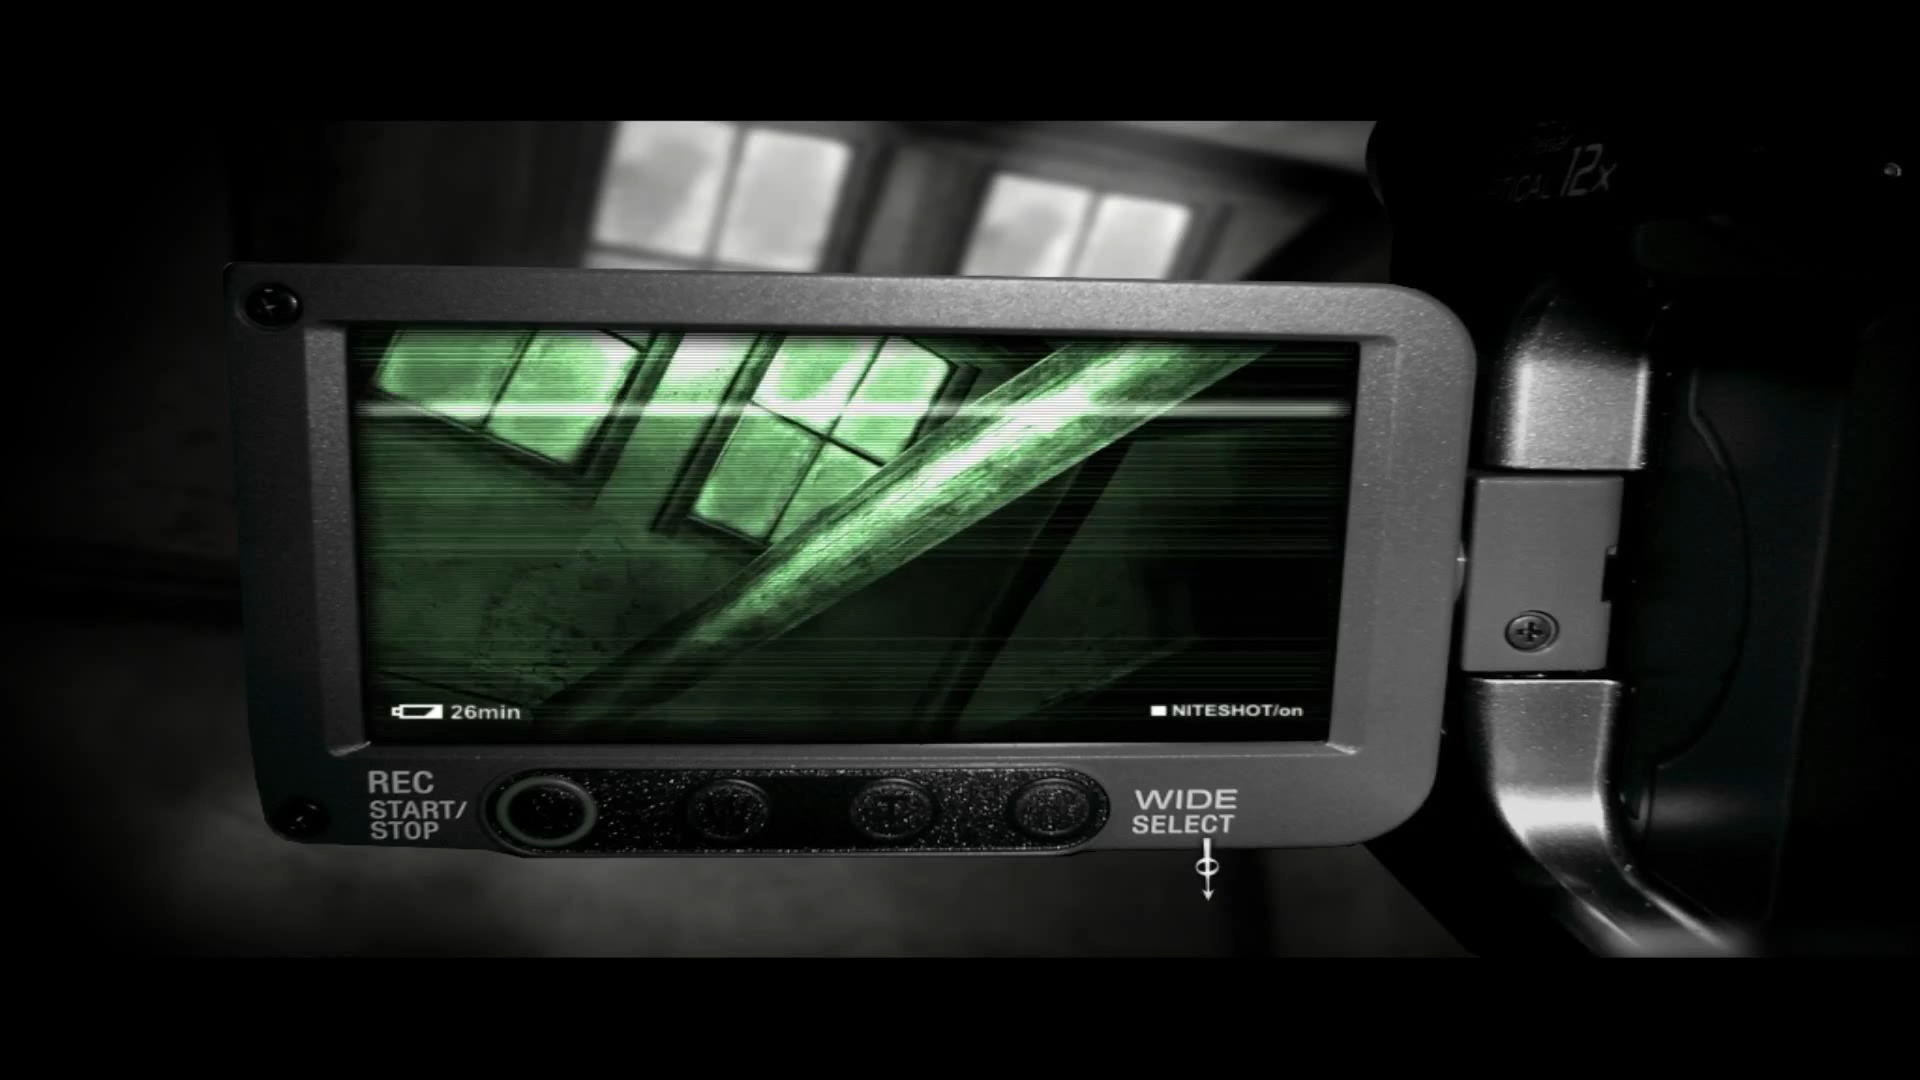 12x
26min
NITESHOT/on
REC
START/
STOP
WIDE
SELECT